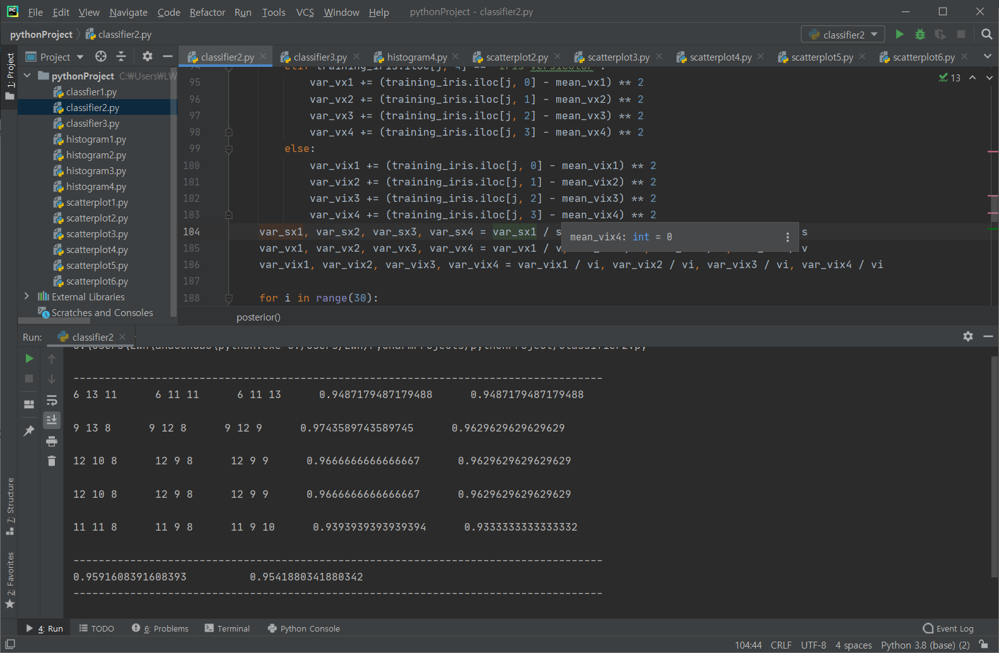 PC File Edit View Navigate Code Refactor Run Tools VCS Window Help pythonProject - classifier2.py
pythonProject classifier2.py classifier2
1: Project
Project
classifier2.py classifier3.py histogram4.py scatterplot2.py scatterplot3.py scatterplot4.py scatterplot5.py scatterplot6.py
pythonProject C:₩Users₩LW
classfier1.py
classifier2.py
classifier3.py
histogram1.py
histogram2.py
histogram3.py
histogram4.py
scatterplot1.py
scatterplot2.py
scatterplot3.py
scatterplot4.py
scatterplot5.py
scatterplot6.py
External Libraries
Scratches and Consoles
13
95 var_vx1 += (training_iris.iloc[j, 0] - mean_vx1) ** 2
96 var_vx2 += (training_iris.iloc[j, 1] - mean_vx2) ** 2
97 var_vx3 += (training_iris.iloc[j, 2] - mean_vx3) ** 2
98 var_vx4 += (training_iris.iloc[j, 3] - mean_vx4) ** 2
99 else:
100 var_vix1 += (training_iris.iloc[j, 0] - mean_vix1) ** 2
101 var_vix2 += (training_iris.iloc[j, 1] - mean_vix2) ** 2
102 var_vix3 += (training_iris.iloc[j, 2] - mean_vix3) ** 2
103 var_vix4 += (training_iris.iloc[j, 3] - mean_vix4) ** 2
104 var_sx1, var_sx2, var_sx3, var_sx4 = var_sx1 / s s
mean_vix4: int = 0
105 var_vx1, var_vx2, var_vx3, var_vx4 = var_vx1 / v v
106 var_vix1, var_vix2, var_vix3, var_vix4 = var_vix1 / vi, var_vix2 / vi, var_vix3 / vi, var_vix4 / vi
107
108 for i in range(30):
posterior()
Run: classifier2
C:\Users\LWH\anaconda3\python.exe C:/Users/LWH/PycharmProjects/pythonProject/classifier2.py
------------------------------------------------------------------------------------
6 13 11 6 11 11 6 11 13 0.9487179487179488 0.9487179487179488
9 13 8 9 12 8 9 12 9 0.9743589743589745 0.9629629629629629
12 10 8 12 9 8 12 9 9 0.9666666666666667 0.9629629629629629
12 10 8 12 9 8 12 9 9 0.9666666666666667 0.9629629629629629
11 11 8 11 9 8 11 9 10 0.9393939393939394 0.9333333333333332
------------------------------------------------------------------------------------
0.9591608391608393 0.9541880341880342
------------------------------------------------------------------------------------
7: Structure
2: Favorites
4: Run TODO 6: Problems Terminal Python Console Event Log
104:44 CRLF UTF-8 4 spaces Python 3.8 (base) (2)